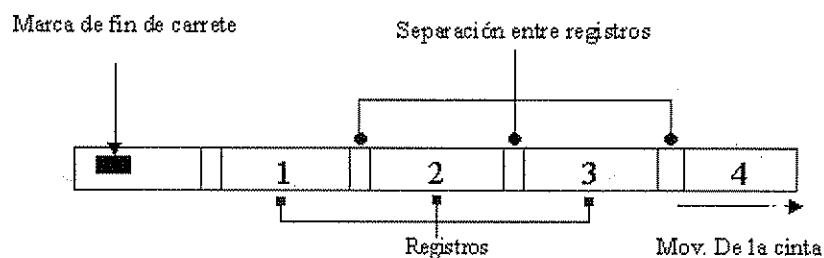 Marca de fin de carrete
Separación entre registros
1 2 3 4
Registros
Mov. De la cinta